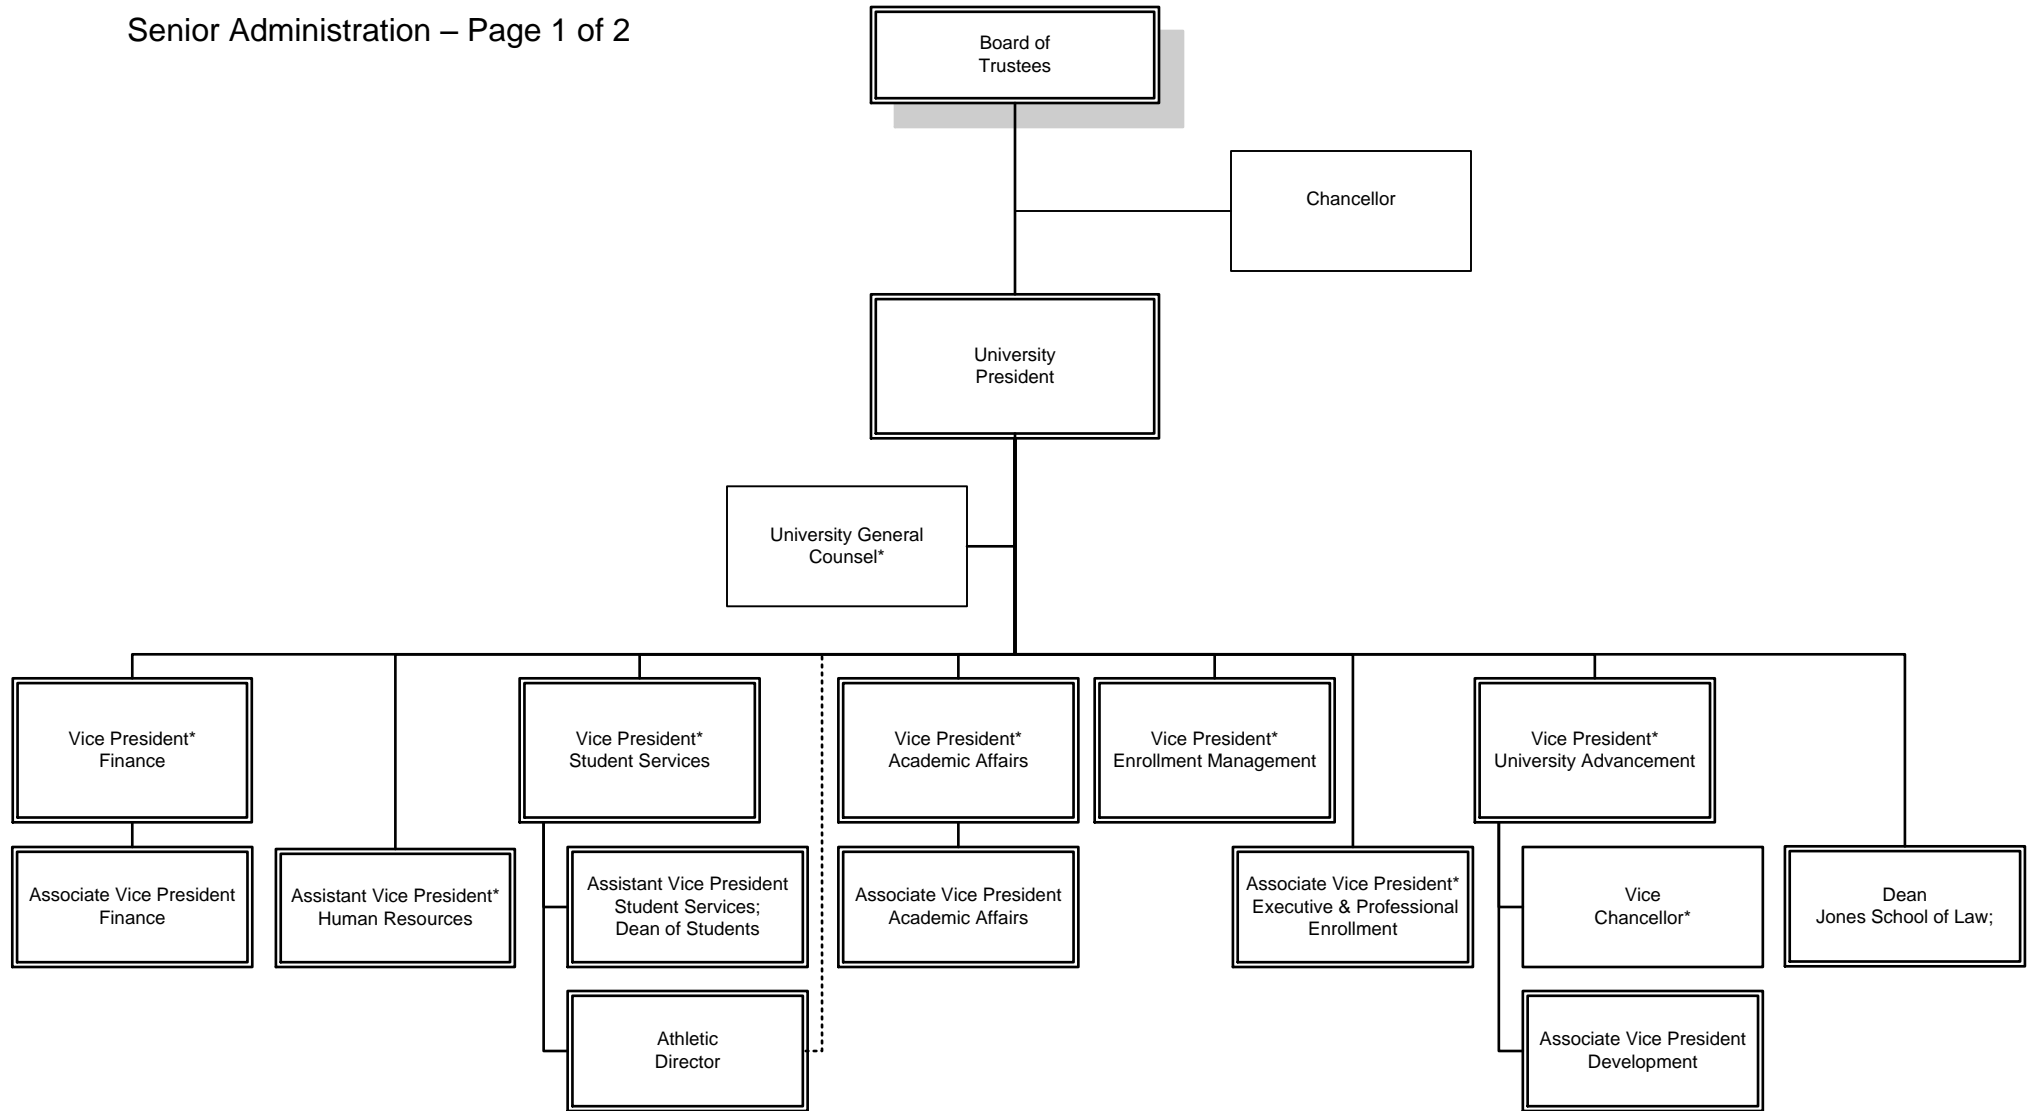 Senior Administration – Page 1 of 2
Board of
Trustees
Chancellor
University
President
University General
Counsel*
Vice President*
Finance
Vice President*
Student Services
Vice President*
Academic Affairs
Vice President*
Enrollment Management
Vice President*
University Advancement
Associate Vice President
Finance
Assistant Vice President*
Human Resources
Assistant Vice President
Student Services;
Dean of Students
Associate Vice President
Academic Affairs
Associate Vice President*
Executive & Professional
Enrollment
Vice
Chancellor*
Dean
Jones School of Law;
Athletic
Director
Associate Vice President
Development